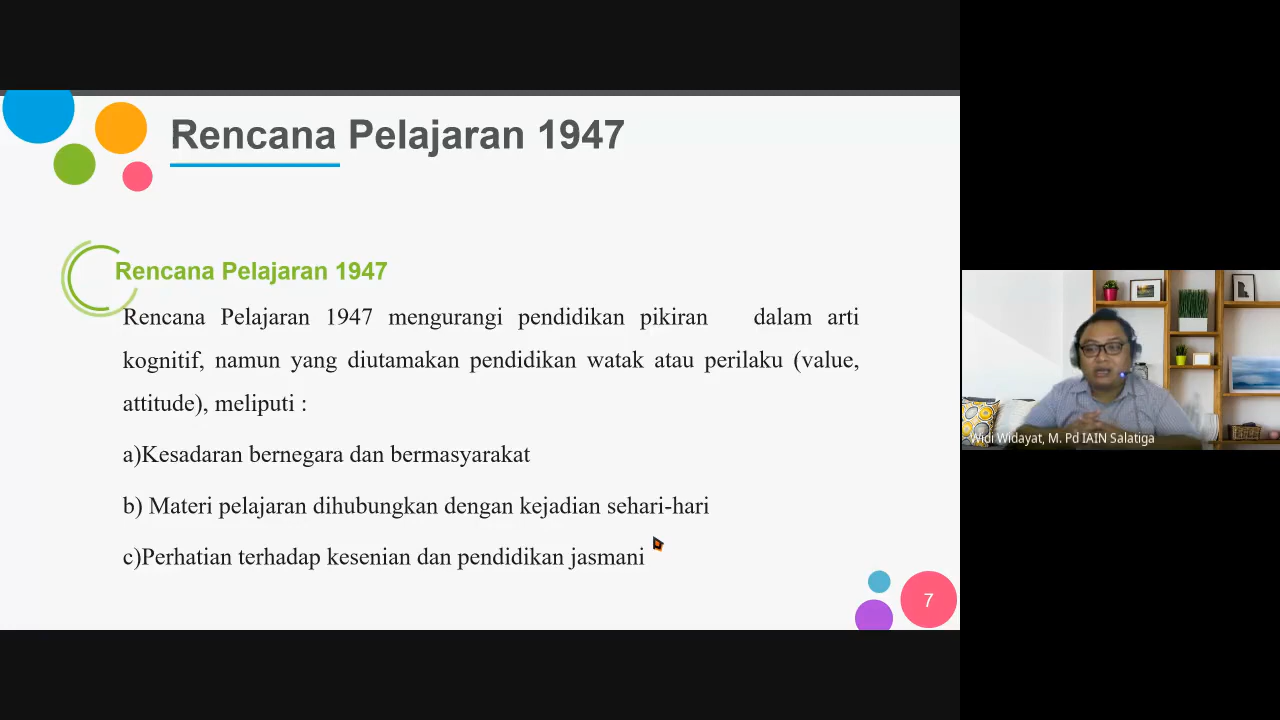 Rencana Pelajaran 1947
Rencana Pelajaran 1947
Rencana Pelajaran 1947 mengurangi pendidikan pikiran dalam arti
kognitif, namun yang diutamakan pendidikan watak atau perilaku (value,
attitude), meliputi :
a)Kesadaran bernegara dan bermasyarakat
b) Materi pelajaran dihubungkan dengan kejadian sehari-hari
c)Perhatian terhadap kesenian dan pendidikan jasmani
7
Widi Widayat, M. Pd IAIN Salatiga